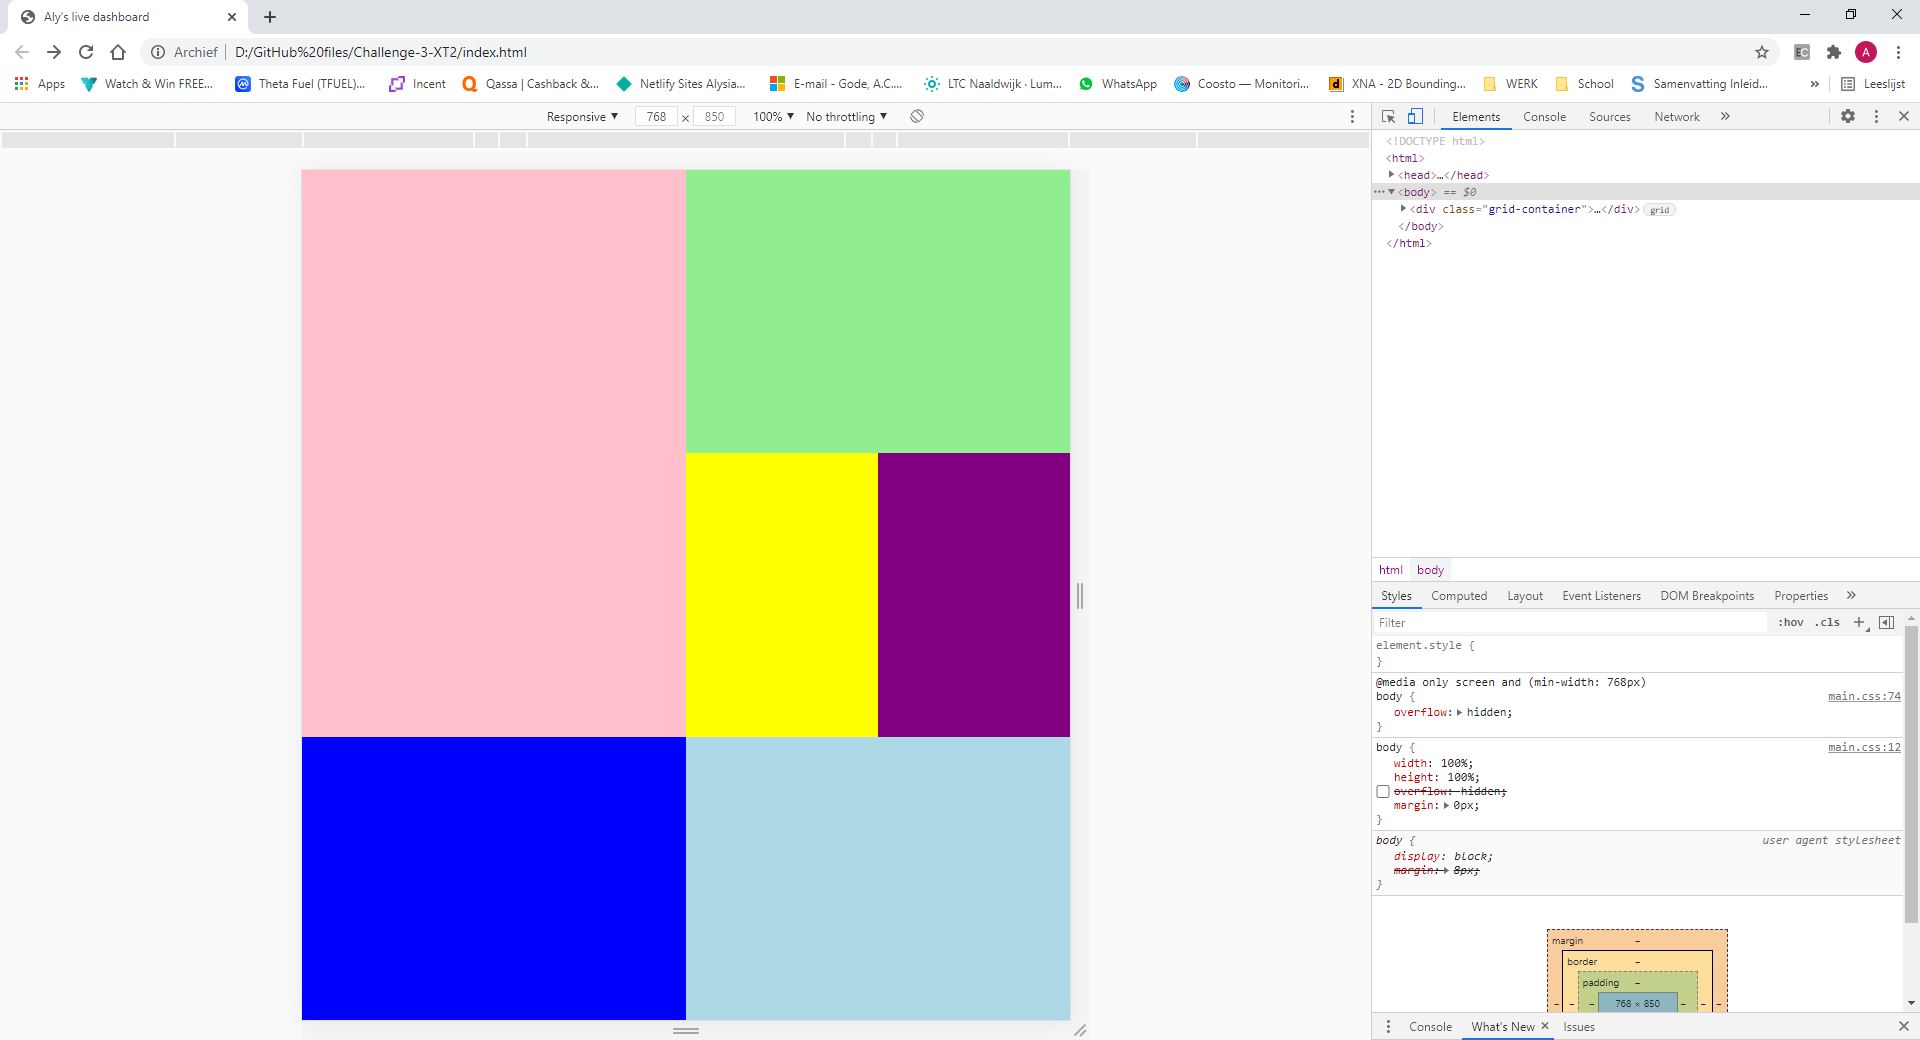 Aly's live dashboard
Archief D:/GitHub%20files/Challenge-3-XT2/index.html A
Apps Watch & Win FREE... Theta Fuel (TFUEL)... Incent Qassa | Cashback &... Netlify Sites Alysia... E-mail - Gode, A.C.... LTC Naaldwijk · Lum... WhatsApp Coosto — Monitori... XNA - 2D Bounding... WERK School Samenvatting Inleid... » Leeslijst
Responsive ▼ 768 x 850 100% ▼ No throttling ▼
Elements Console Sources Network »
<!DOCTYPE html>
<html>
<head>…</head>
<body> == $0
<div class="grid-container">…</div> grid
</body>
</html>
html body
Styles Computed Layout Event Listeners DOM Breakpoints Properties »
Filter :hov .cls +
element.style {
}
@media only screen and (min-width: 768px)
body { main.css:74
overflow: hidden;
}
body { main.css:12
width: 100%;
height: 100%;
overflow: hidden;
margin: 0px;
}
body { user agent stylesheet
display: block;
margin: 8px;
}
margin –
border –
padding –
– – – 768 × 850 – – –
Console What's New Issues